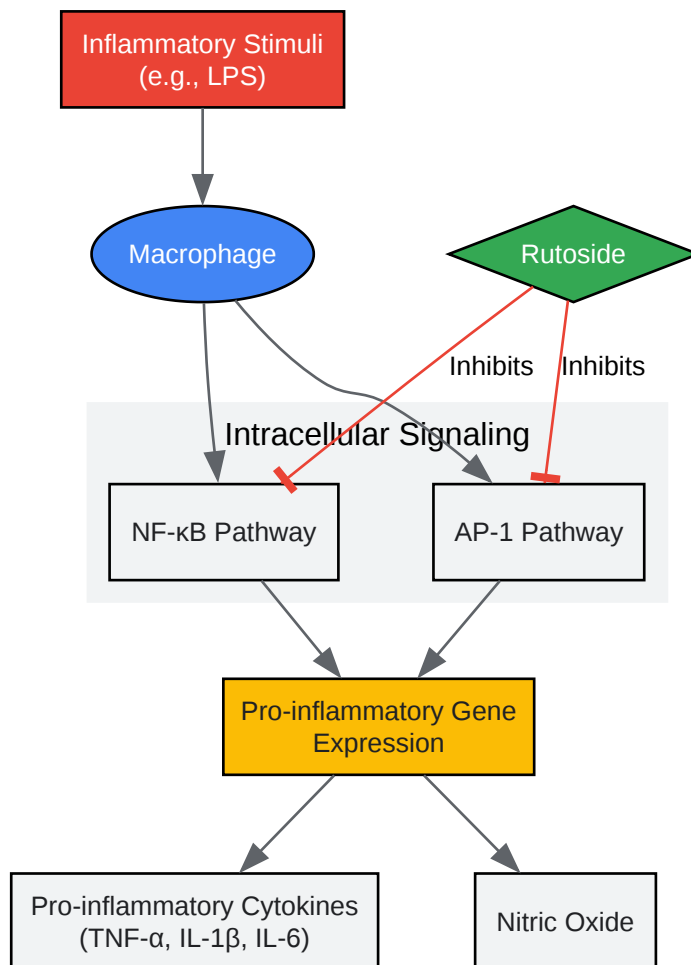 Inflammatory Stimuli
(e.g., LPS)
Macrophage
Rutoside
Inhibits
Inhibits
Intracellular Signaling
NF-κB Pathway
AP-1 Pathway
Pro-inflammatory Gene
Expression
Pro-inflammatory Cytokines
(TNF-α, IL-1β, IL-6)
Nitric Oxide